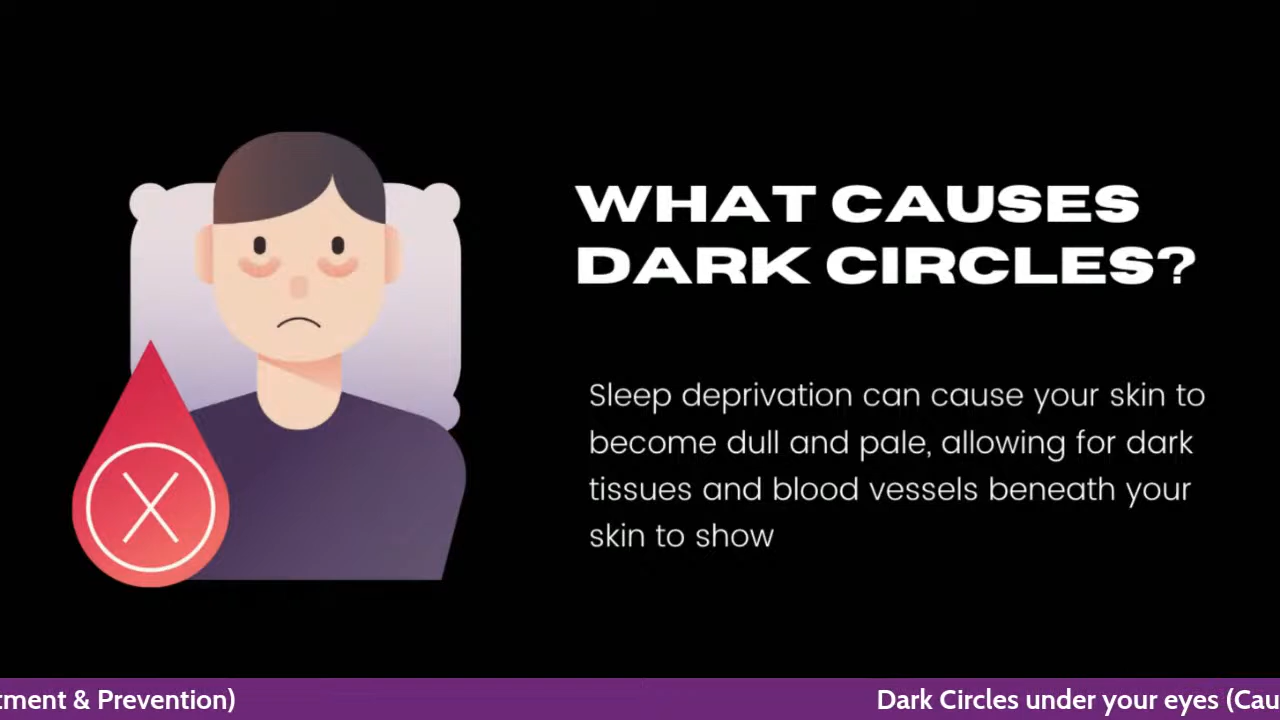 WHAT CAUSES
DARK CIRCLES?
Sleep deprivation can cause your skin to
become dull and pale, allowing for dark
tissues and blood vessels beneath your
skin to show
tment & Prevention)
Dark Circles under your eyes (Cau